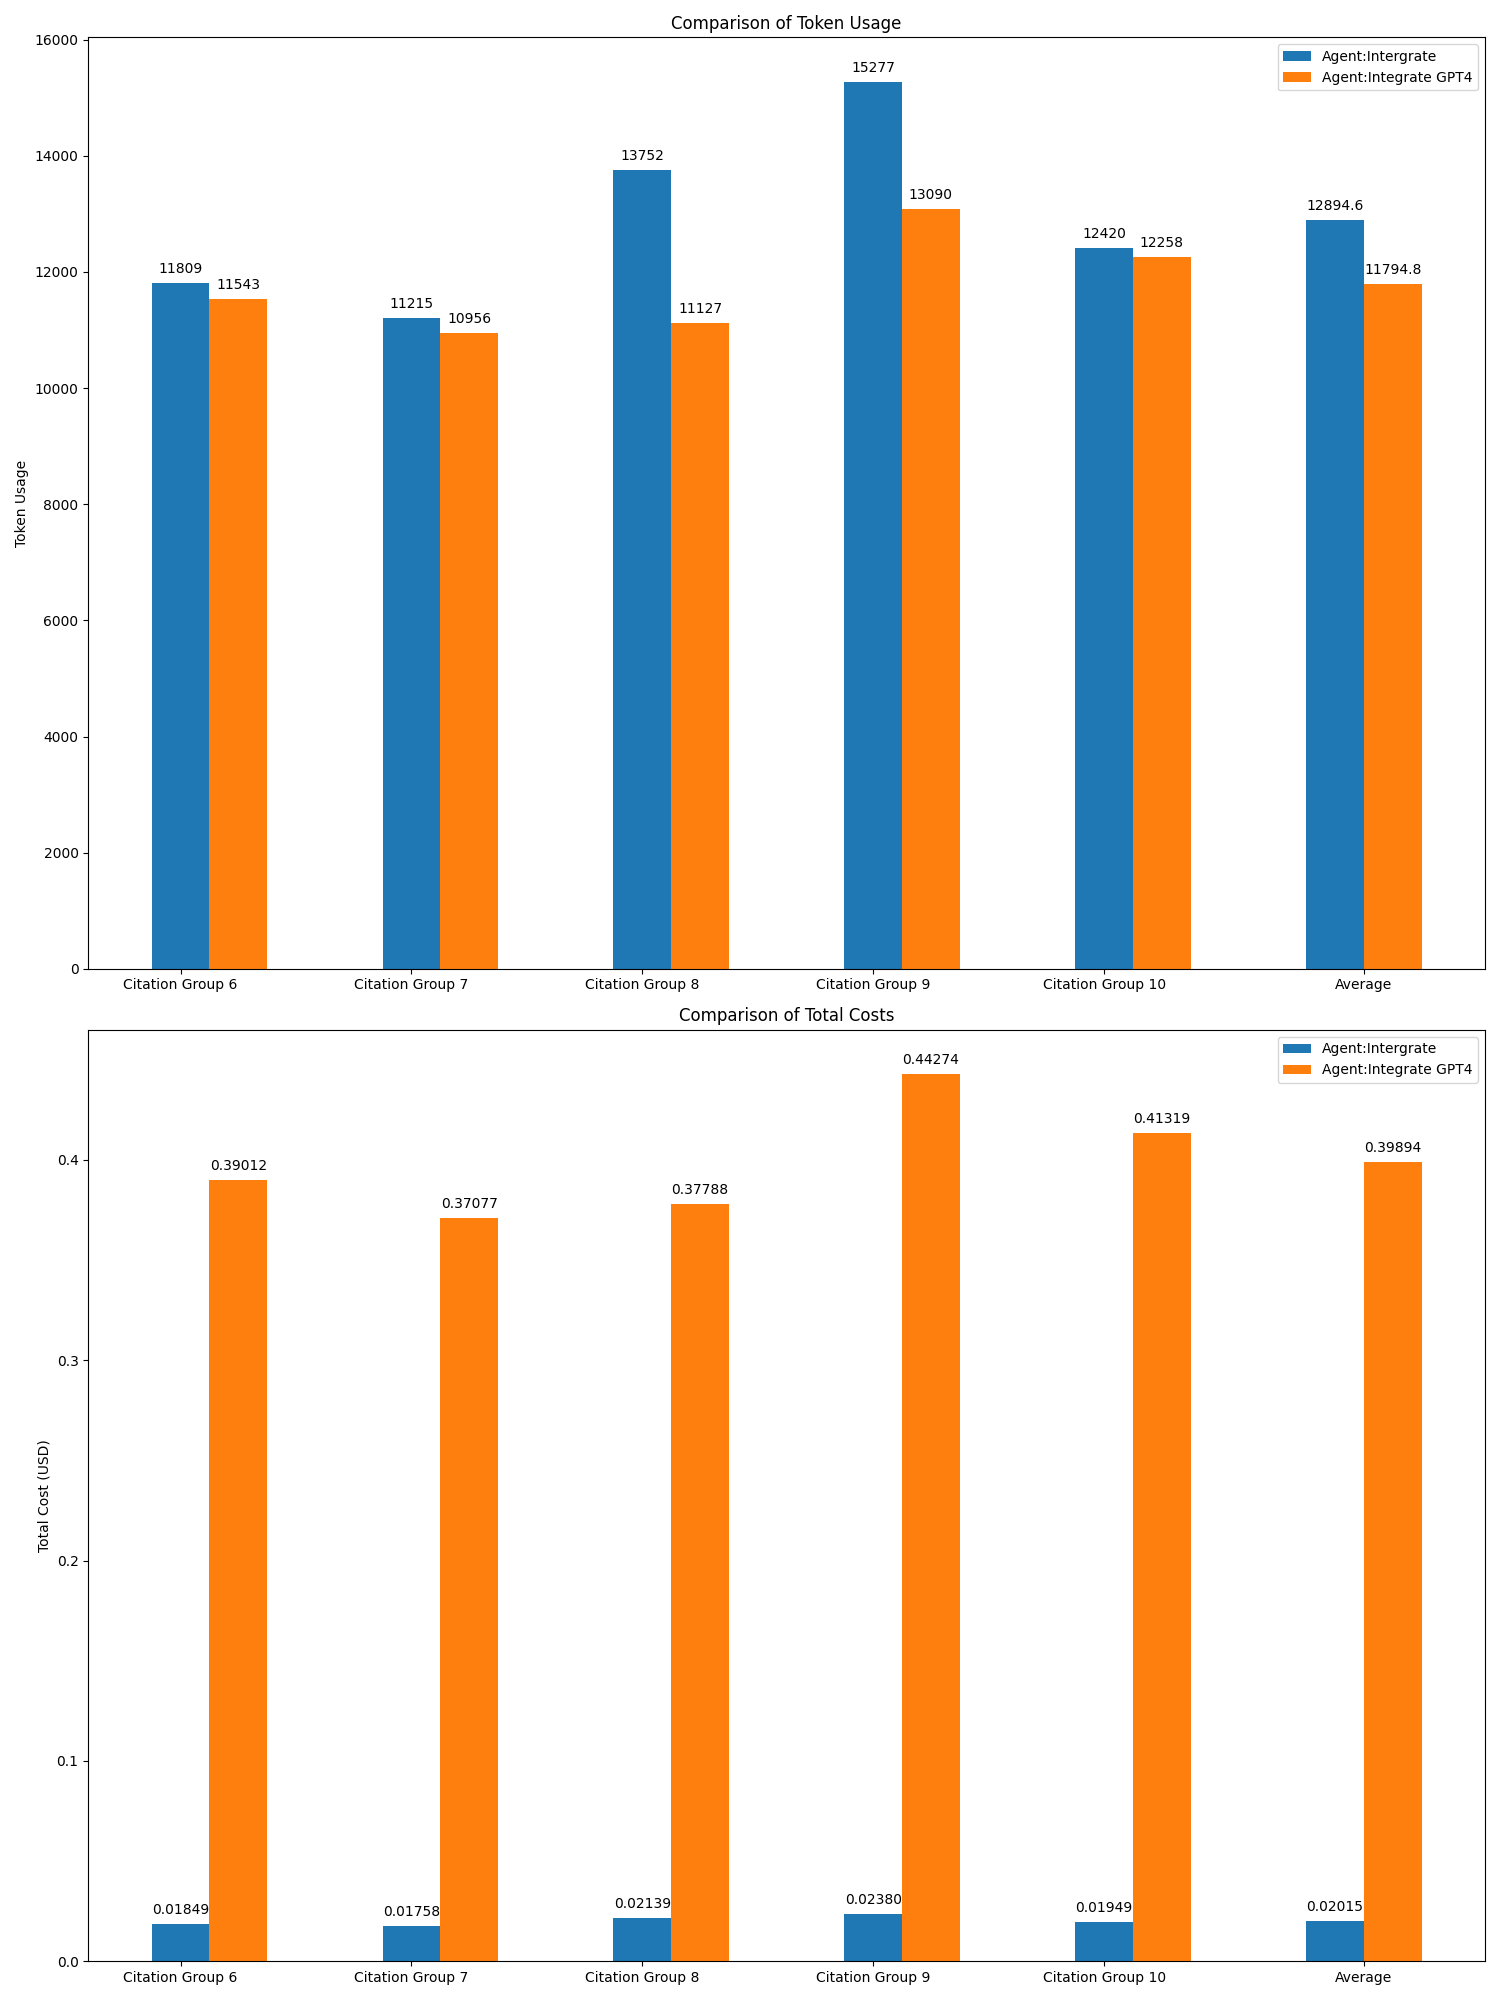 Comparison of Token Usage
Agent:Intergrate
Agent:Integrate GPT4
Token Usage
16000
14000
12000
10000
8000
6000
4000
2000
0
11809
11543
11215
10956
13752
11127
15277
13090
12420
12258
12894.6
11794.8
Citation Group 6
Citation Group 7
Citation Group 8
Citation Group 9
Citation Group 10
Average
Comparison of Total Costs
Agent:Intergrate
Agent:Integrate GPT4
Total Cost (USD)
0.4
0.3
0.2
0.1
0.0
0.01849
0.39012
0.01758
0.37077
0.02139
0.37788
0.02380
0.44274
0.01949
0.41319
0.02015
0.39894
Citation Group 6
Citation Group 7
Citation Group 8
Citation Group 9
Citation Group 10
Average